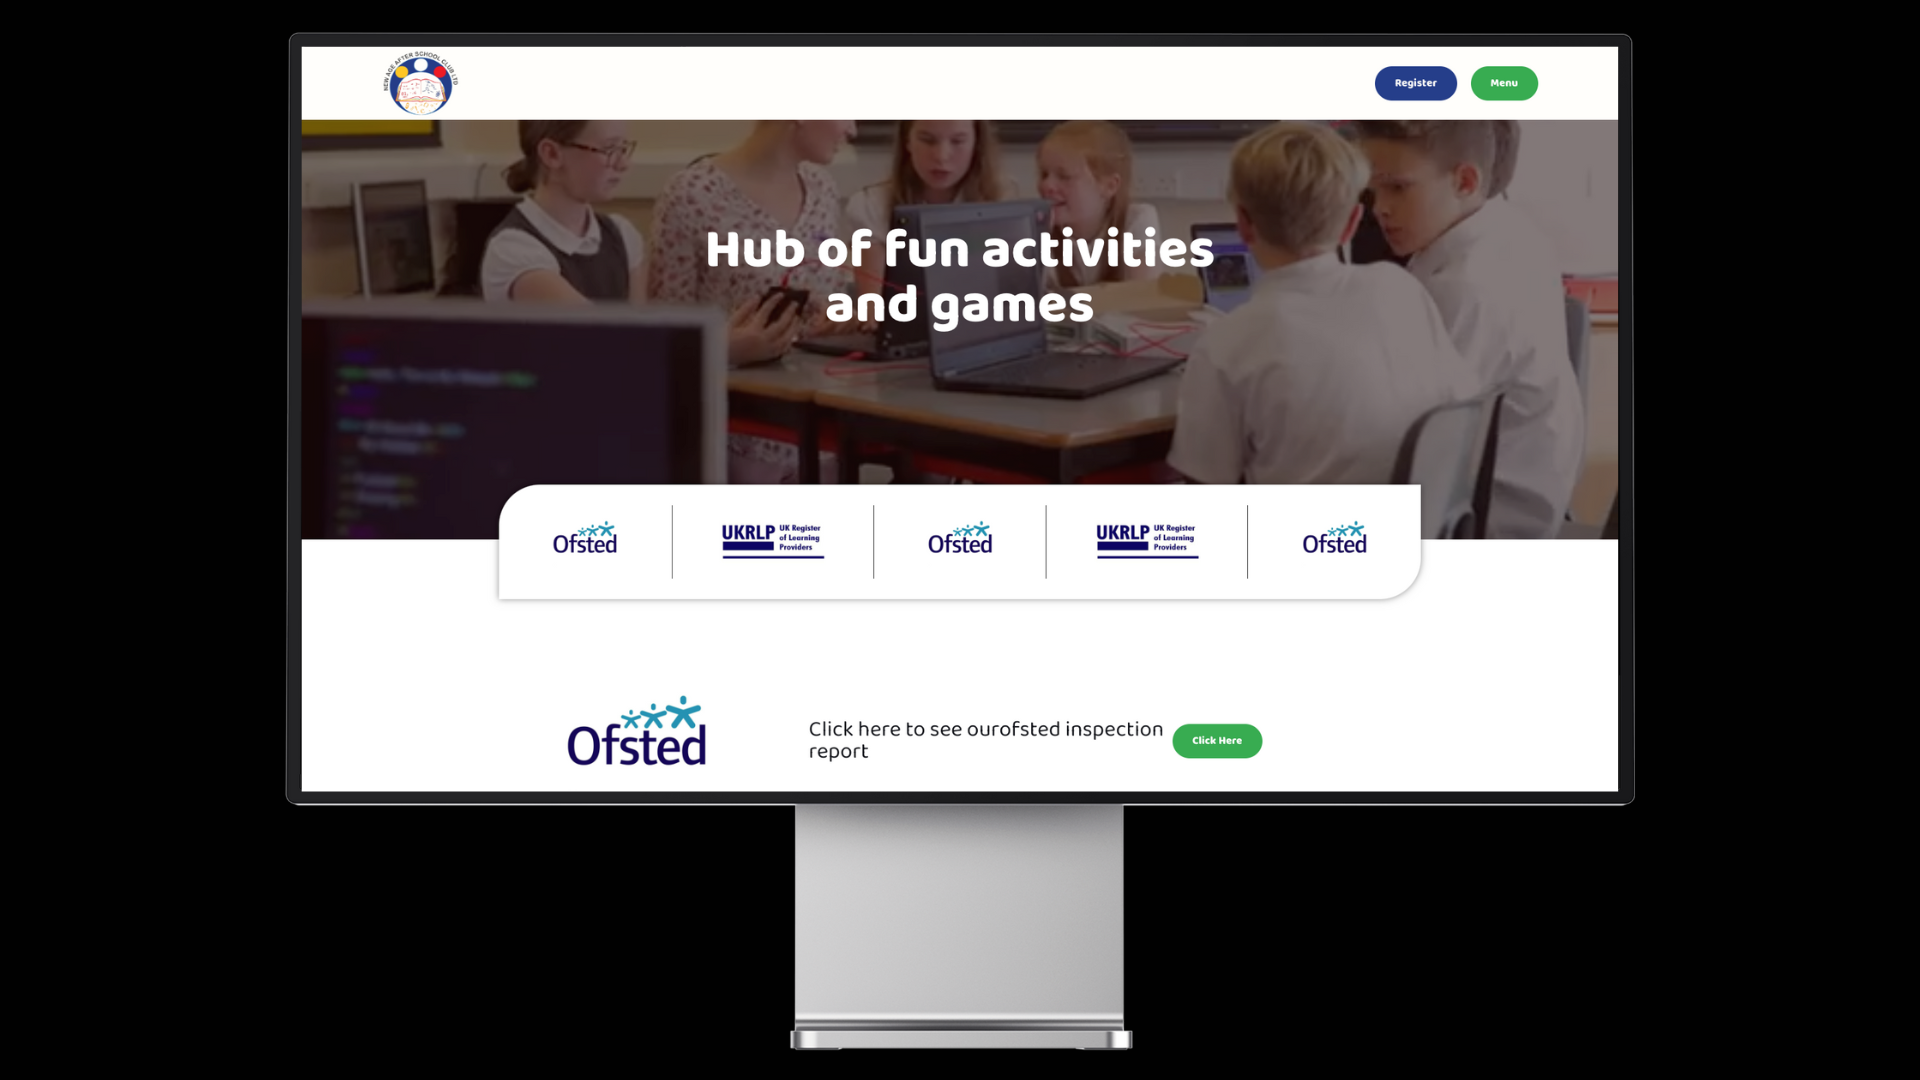 NEW AGE AFTER SCHOOL CLUB LTD
Register
Menu
Hub of fun activities
and games
Ofsted
UKRLP UK Register
of Learning
Providers
Ofsted
UKRLP UK Register
of Learning
Providers
Ofsted
Ofsted
Click here to see ourofsted inspection
report
Click Here